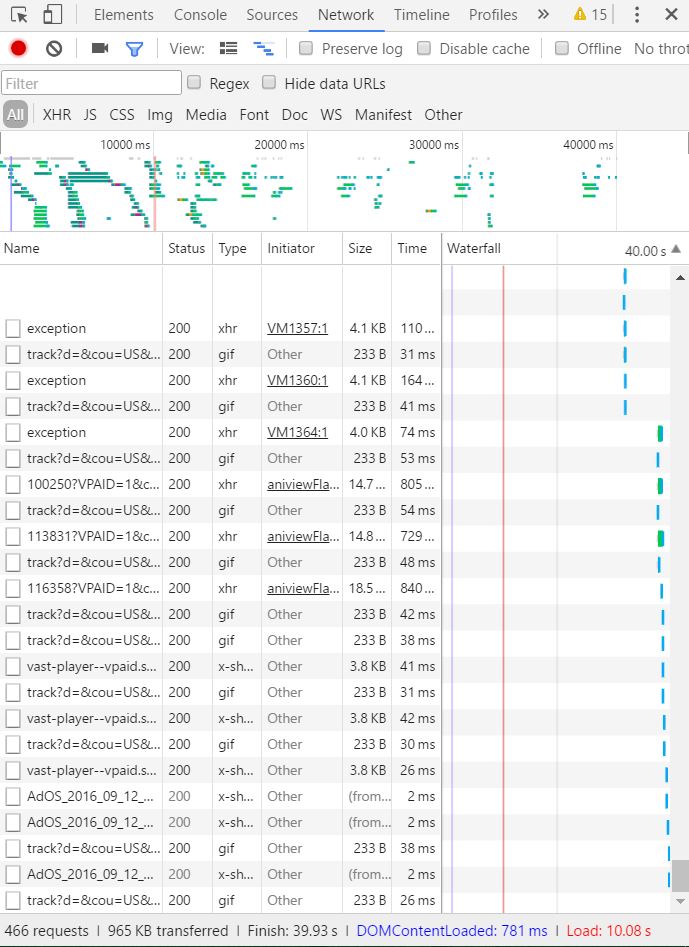 Elements Console Sources Network Timeline Profiles » 15
View: Preserve log Disable cache Offline No throt
Filter Regex Hide data URLs
All XHR JS CSS Img Media Font Doc WS Manifest Other
10000 ms 20000 ms 30000 ms 40000 ms
Name Status Type Initiator Size Time Waterfall 40.00 s
exception 200 xhr VM1357:1 4.1 KB 110...
track?d=&cou=US&... 200 gif Other 233 B 31 ms
exception 200 xhr VM1360:1 4.1 KB 164...
track?d=&cou=US&... 200 gif Other 233 B 41 ms
exception 200 xhr VM1364:1 4.0 KB 74 ms
track?d=&cou=US&... 200 gif Other 233 B 53 ms
100250?VPAID=1&c... 200 xhr aniviewFla... 14.7 ... 805 ...
track?d=&cou=US&... 200 gif Other 233 B 54 ms
113831?VPAID=1&c... 200 xhr aniviewFla... 14.8 ... 729 ...
track?d=&cou=US&... 200 gif Other 233 B 48 ms
116358?VPAID=1&c... 200 xhr aniviewFla... 18.5 ... 840 ...
track?d=&cou=US&... 200 gif Other 233 B 42 ms
track?d=&cou=US&... 200 gif Other 233 B 38 ms
vast-player--vpaid.s... 200 x-sh... Other 3.8 KB 41 ms
track?d=&cou=US&... 200 gif Other 233 B 31 ms
vast-player--vpaid.s... 200 x-sh... Other 3.8 KB 42 ms
track?d=&cou=US&... 200 gif Other 233 B 30 ms
vast-player--vpaid.s... 200 x-sh... Other 3.8 KB 26 ms
AdOS_2016_09_12_... 200 x-sh... Other (from... 2 ms
AdOS_2016_09_12_... 200 x-sh... Other (from... 2 ms
track?d=&cou=US&... 200 gif Other 233 B 38 ms
AdOS_2016_09_12_... 200 x-sh... Other (from... 2 ms
track?d=&cou=US&... 200 gif Other 233 B 26 ms
466 requests | 965 KB transferred | Finish: 39.93 s | DOMContentLoaded: 781 ms | Load: 10.08 s